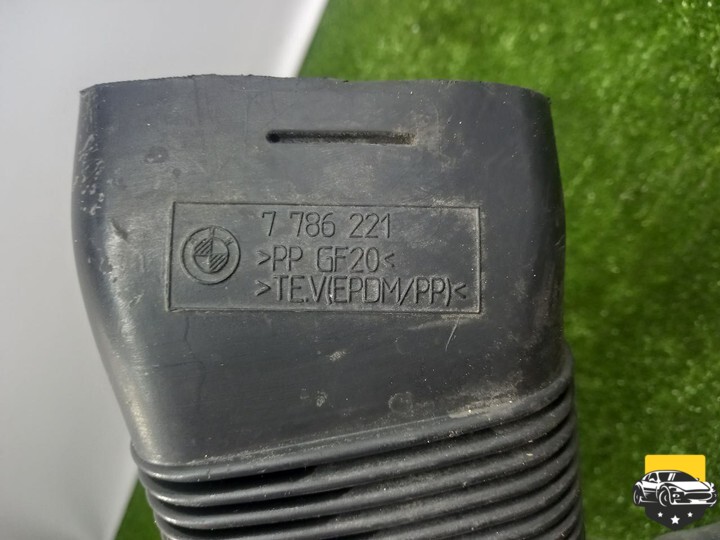 7 786 221
>PP GF20<
>TE.V(EPDM/PP)<